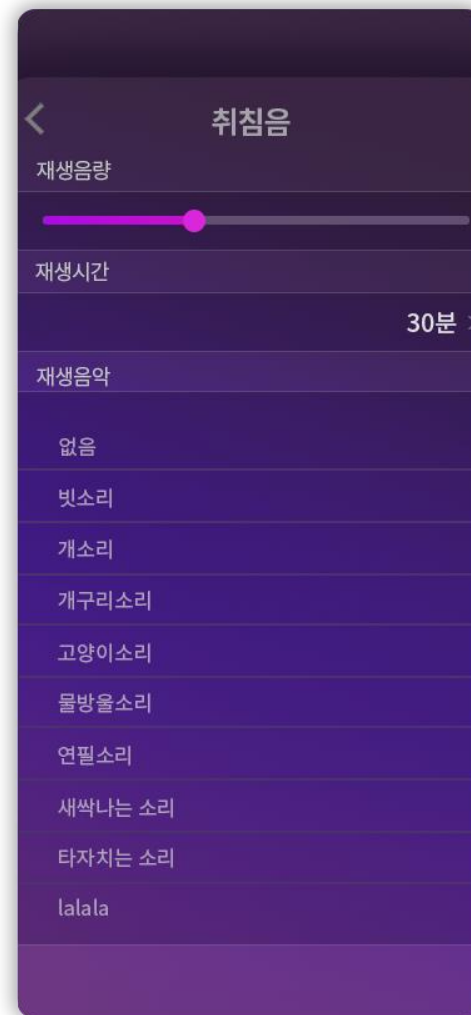 취침음
재생음량
재생시간
30분
재생음악
없음
빗소리
개소리
개구리소리
고양이소리
물방울소리
연필소리
새싹나는 소리
타자치는 소리
lalala